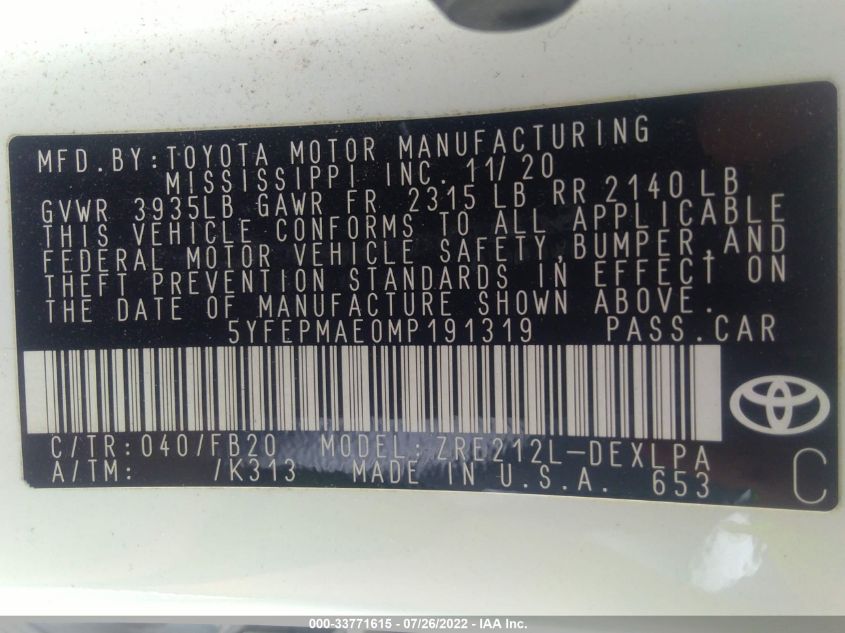 MFD.BY:TOYOTA MOTOR MANUFACTURING
MISSISSIPPI INC. 11/20
GVWR 3935LB GAWR FR 2315 LB RR 2140 LB
THIS VEHICLE CONFORMS TO ALL APPLICABLE
FEDERAL MOTOR VEHICLE SAFETY,BUMPER,AND
THEFT PREVENTION STANDARDS IN EFFECT ON
THE DATE OF MANUFACTURE SHOWN ABOVE.
5YFEPMAE0MP191319 PASS.CAR
C/TR:040/FB20 MODEL:ZRE212L-DEXLPA
A/TM: /K313 MADE IN U.S.A. 653
C
000-33771615 - 07/26/2022 - IAA Inc.